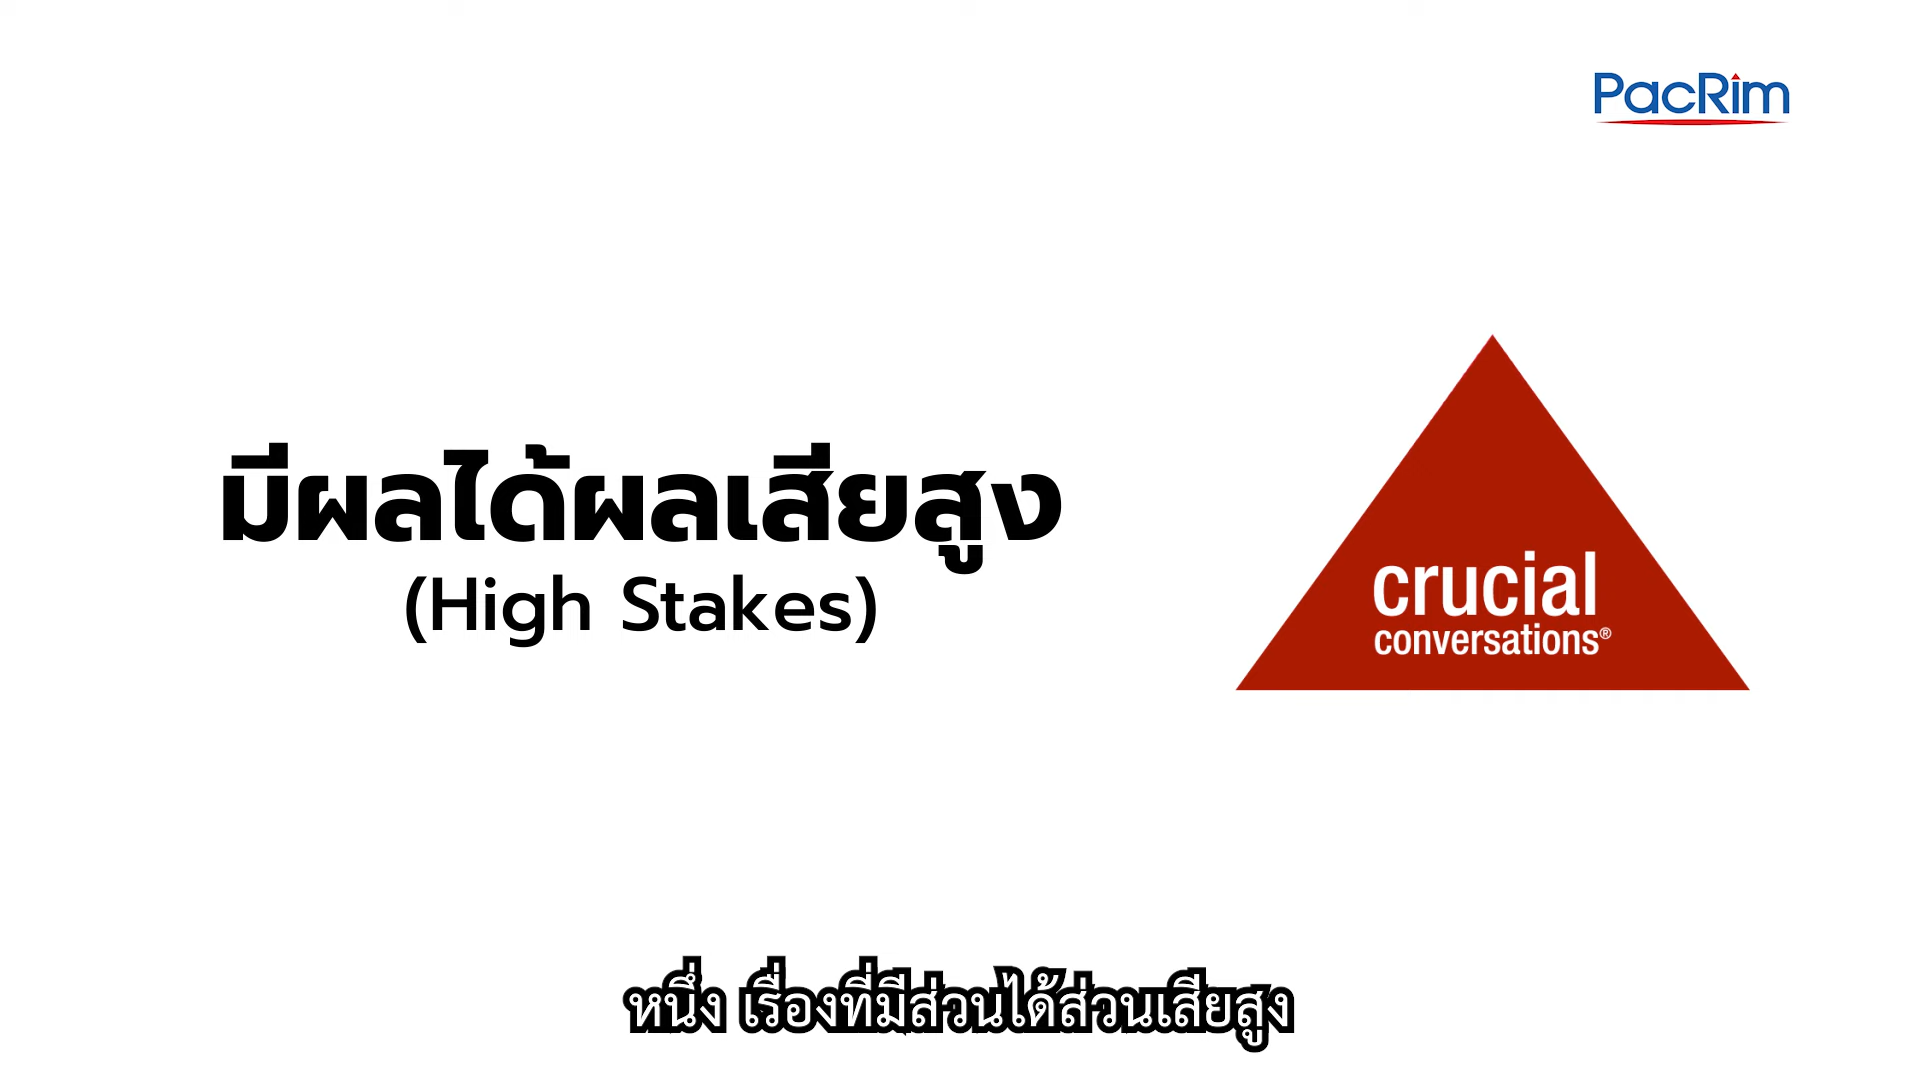 PacRim
มีผลได้ผลเสียสูง
(High Stakes)
crucial
conversations®
หนึ่ง เรื่องที่มีส่วนได้ส่วนเสียสูง